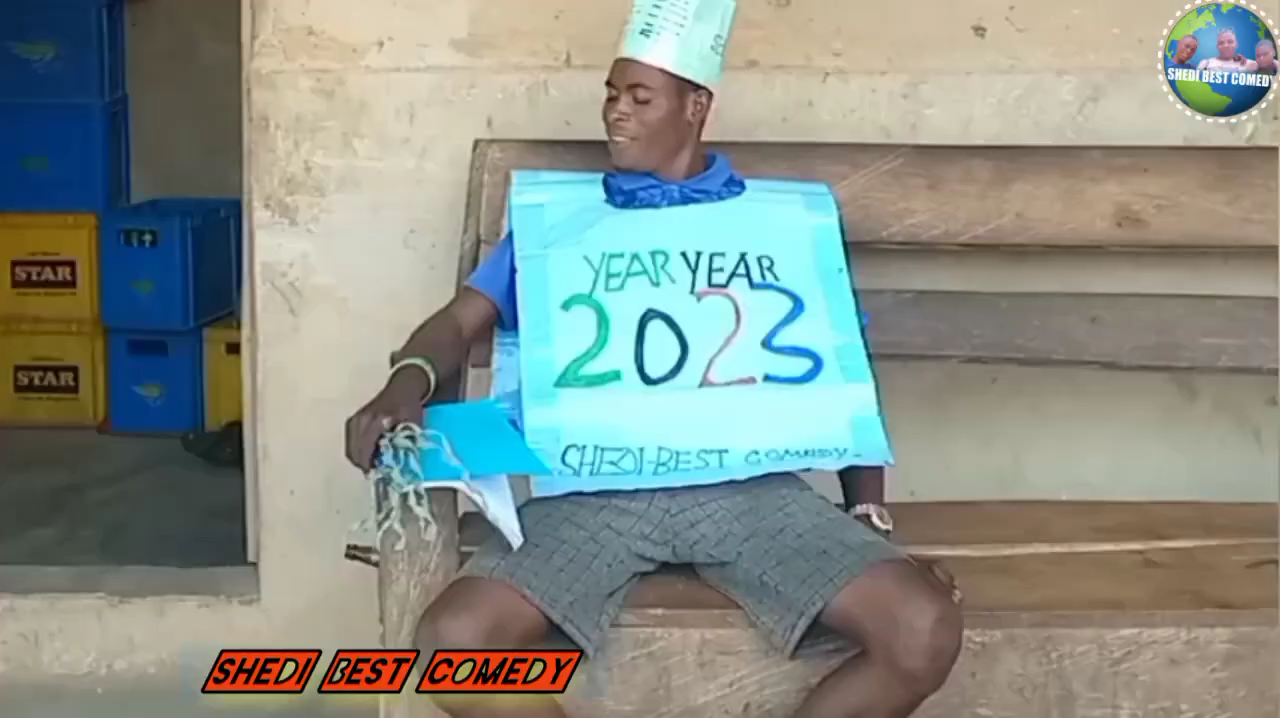 SHEDI BEST COMEDY
STAR
STAR
YEAR YEAR
2023
SHEDI-BEST COMEDY-
SHEDI BEST COMEDY